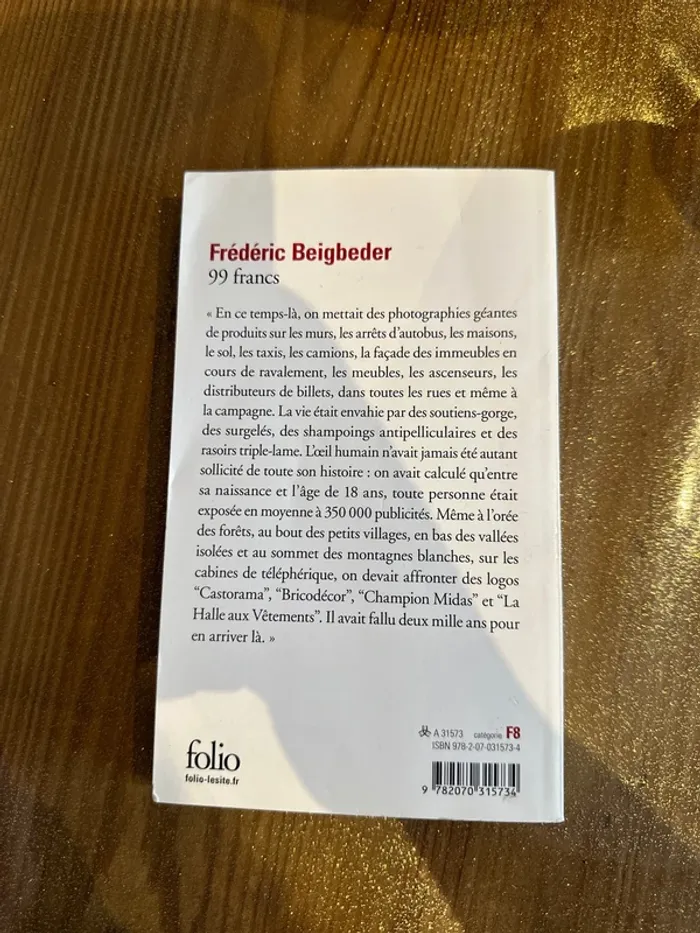 Frédéric Beigbeder
99 francs
« En ce temps-là, on mettait des photographies géantes
de produits sur les murs, les arrêts d'autobus, les maisons,
le sol, les taxis, les camions, la façade des immeubles en
cours de ravalement, les meubles, les ascenseurs, les
distributeurs de billets, dans toutes les rues et même à
la campagne. La vie était envahie par des soutiens-gorge,
des surgelés, des shampoings antipelliculaires et des
rasoirs triple-lame. L'œil humain n'avait jamais été autant
sollicité de toute son histoire : on avait calculé qu'entre
sa naissance et l'âge de 18 ans, toute personne était
exposée en moyenne à 350 000 publicités. Même à l'orée
des forêts, au bout des petits villages, en bas des vallées
isolées et au sommet des montagnes blanches, sur les
cabines de téléphérique, on devait affronter des logos
“Castorama”, “Bricodécor”, “Champion Midas” et “La
Halle aux Vêtements”. Il avait fallu deux mille ans pour
en arriver là. »
A 31573 catégorie F8
ISBN 978-2-07-031573-4
folio
folio-lesite.fr
9 782070 315734